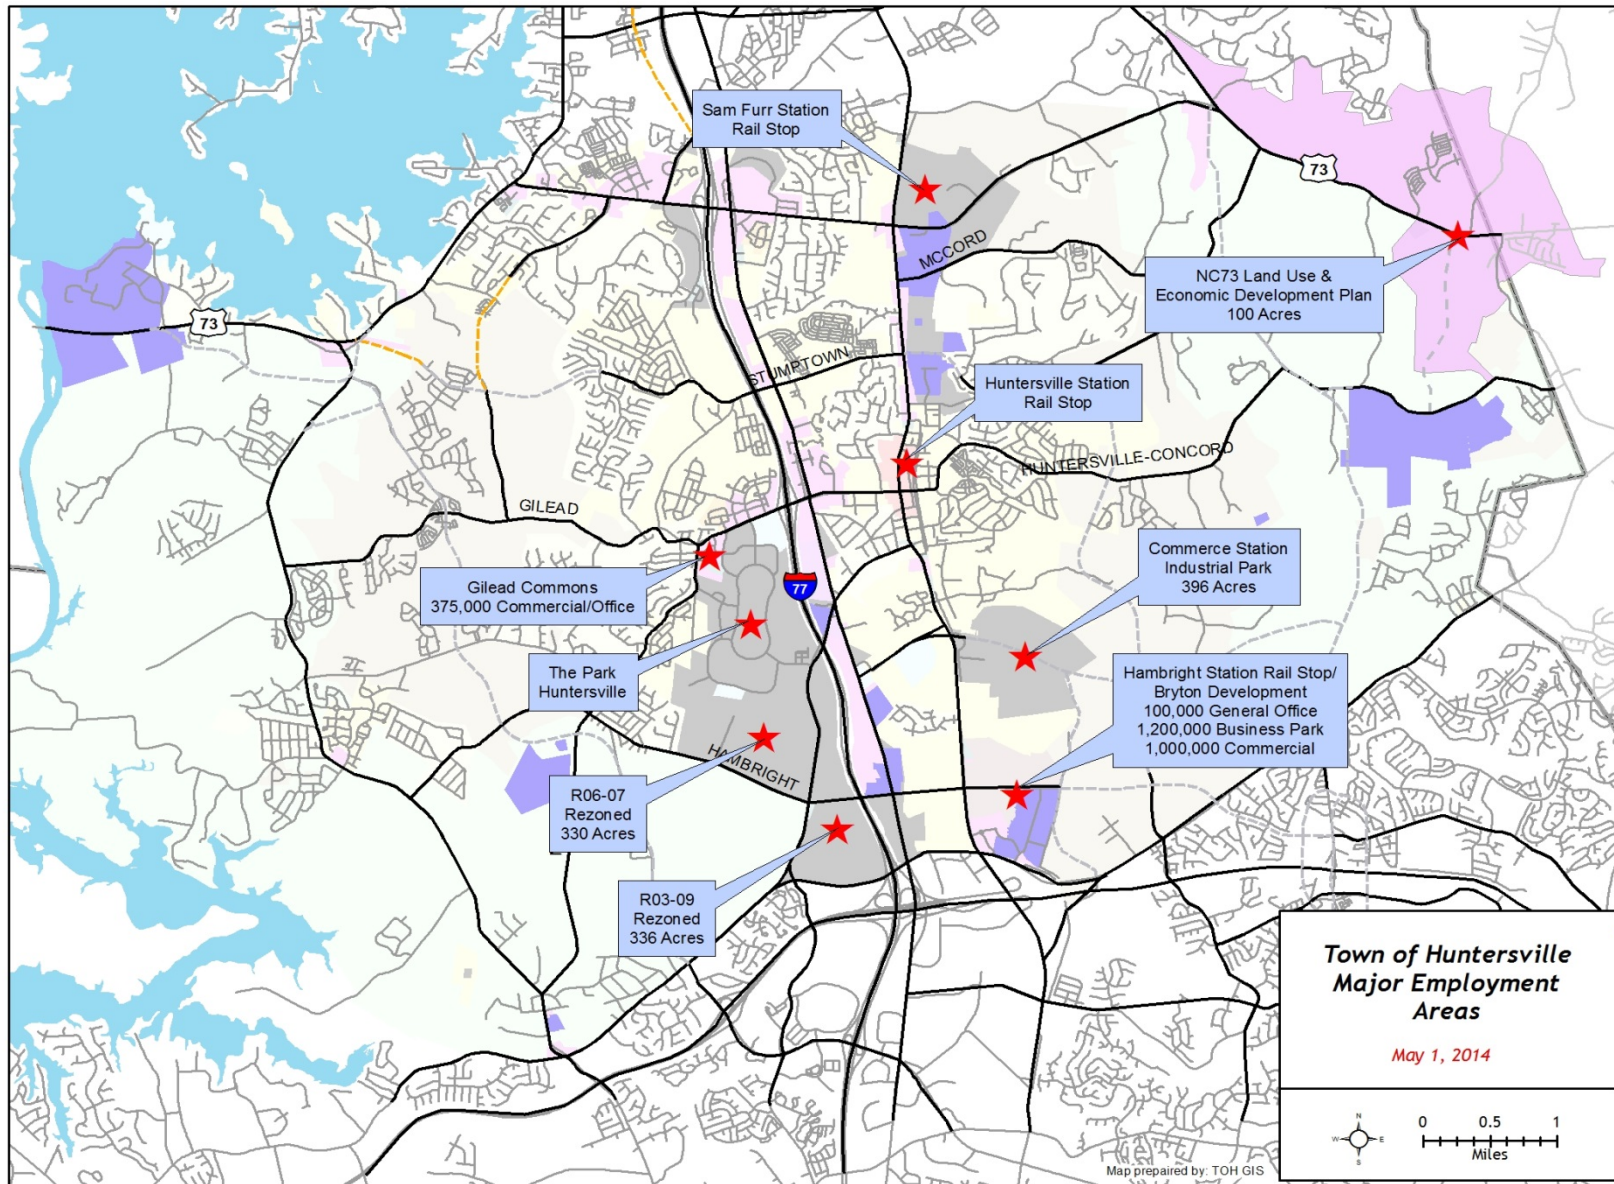 Sam Furr Station
Rail Stop
73
MCCORD
NC73 Land Use &
Economic Development Plan
100 Acres
73
STUMPTOWN
Huntersville Station
Rail Stop
HUNTERSVILLE-CONCORD
GILEAD
Gilead Commons
375,000 Commercial/Office
77
Commerce Station
Industrial Park
396 Acres
The Park
Huntersville
Hambright Station Rail Stop/
Bryton Development
100,000 General Office
1,200,000 Business Park
1,000,000 Commercial
HAMBRIGHT
R06-07
Rezoned
330 Acres
R03-09
Rezoned
336 Acres
Town of Huntersville
Major Employment
Areas
May 1, 2014
N
W E
S
0 0.5 1
Miles
Map prepaired by: TOH GIS